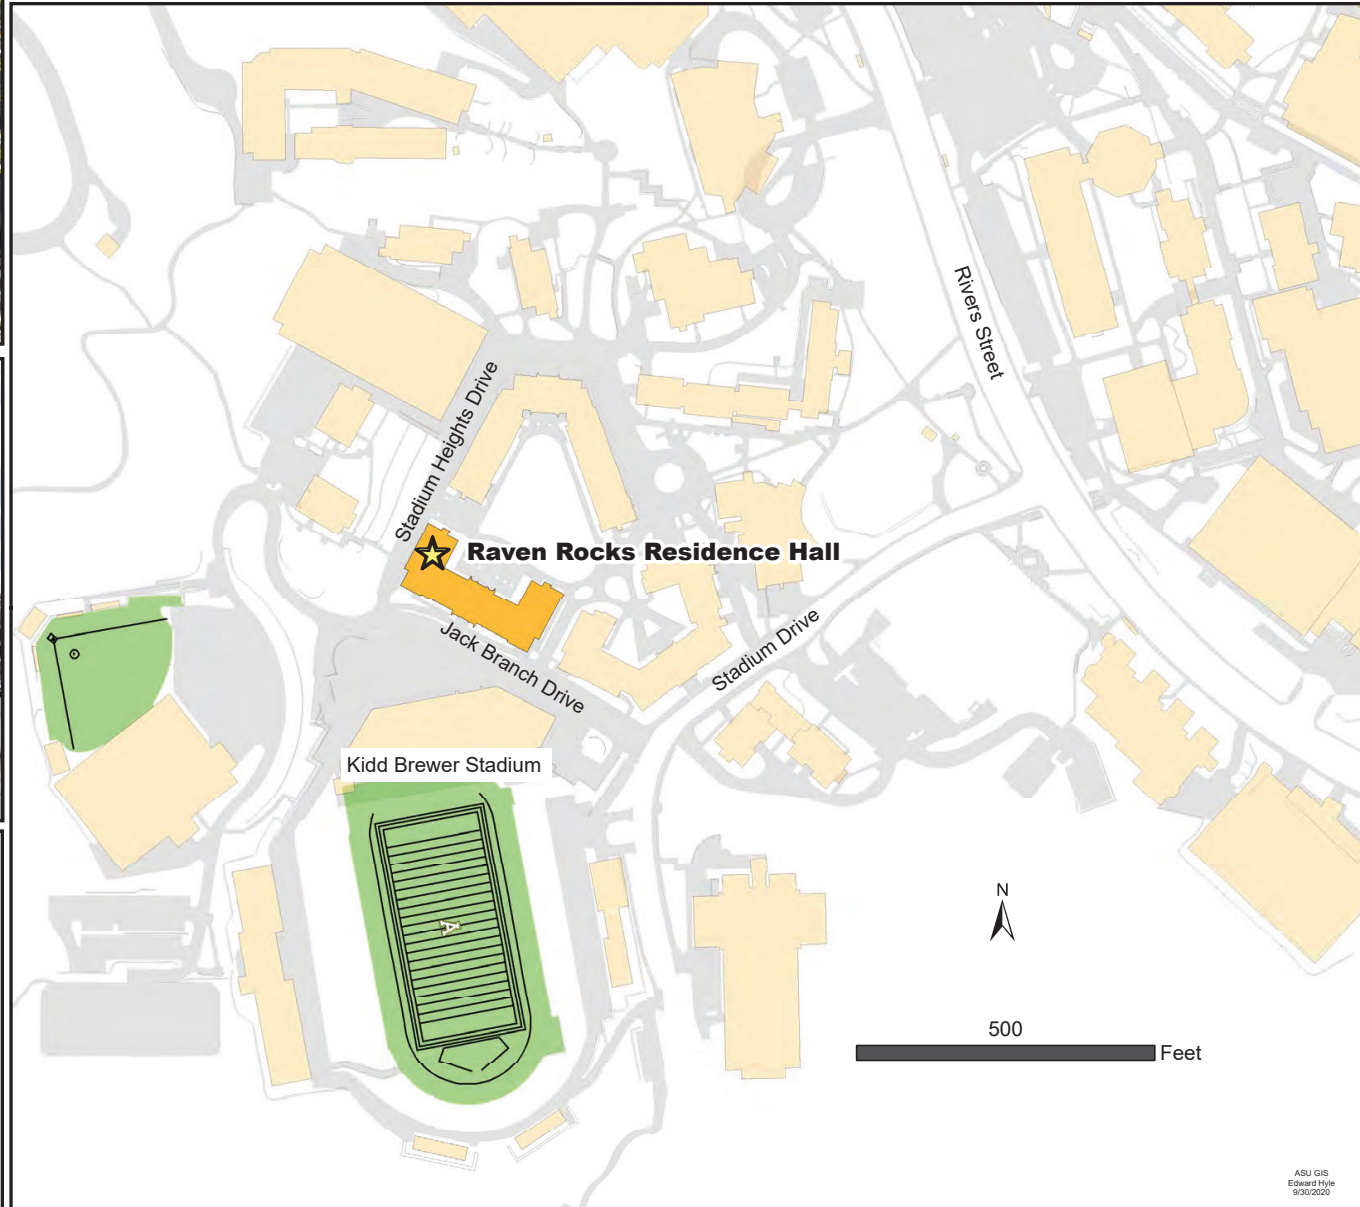 Rivers Street
Stadium Heights Drive
Raven Rocks Residence Hall
Jack Branch Drive
Stadium Drive
Kidd Brewer Stadium
A
N
500
Feet
ASU GIS
Edward Hyle
9/30/2020